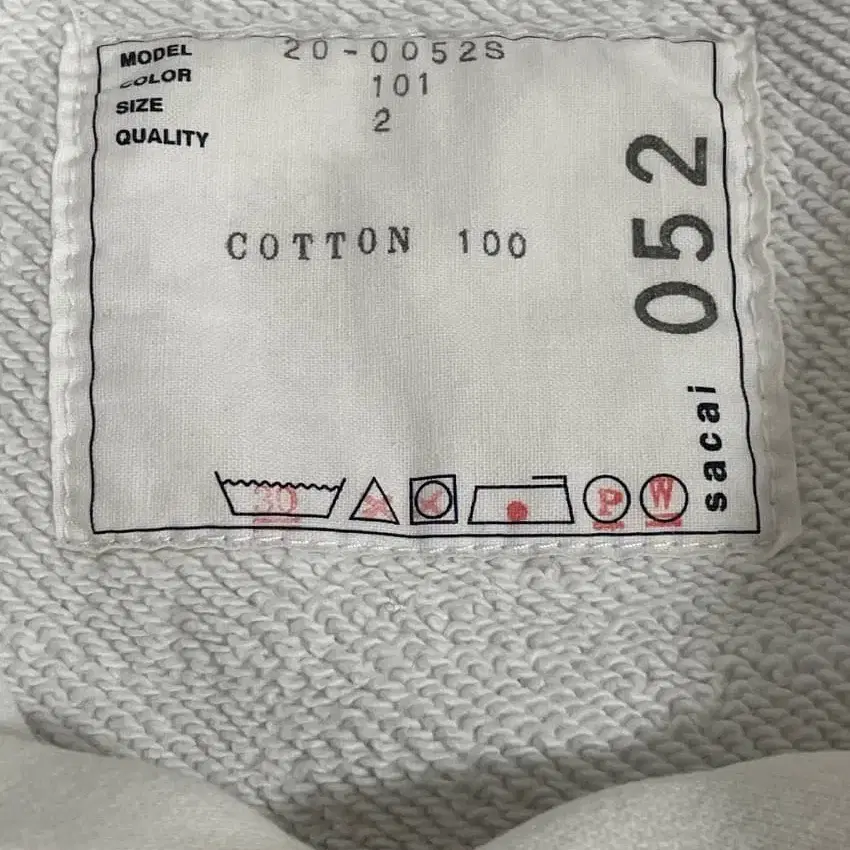 MODEL 20-0052S
COLOR 101
SIZE 2
QUALITY
COTTON 100
30
P
W
sacai 052